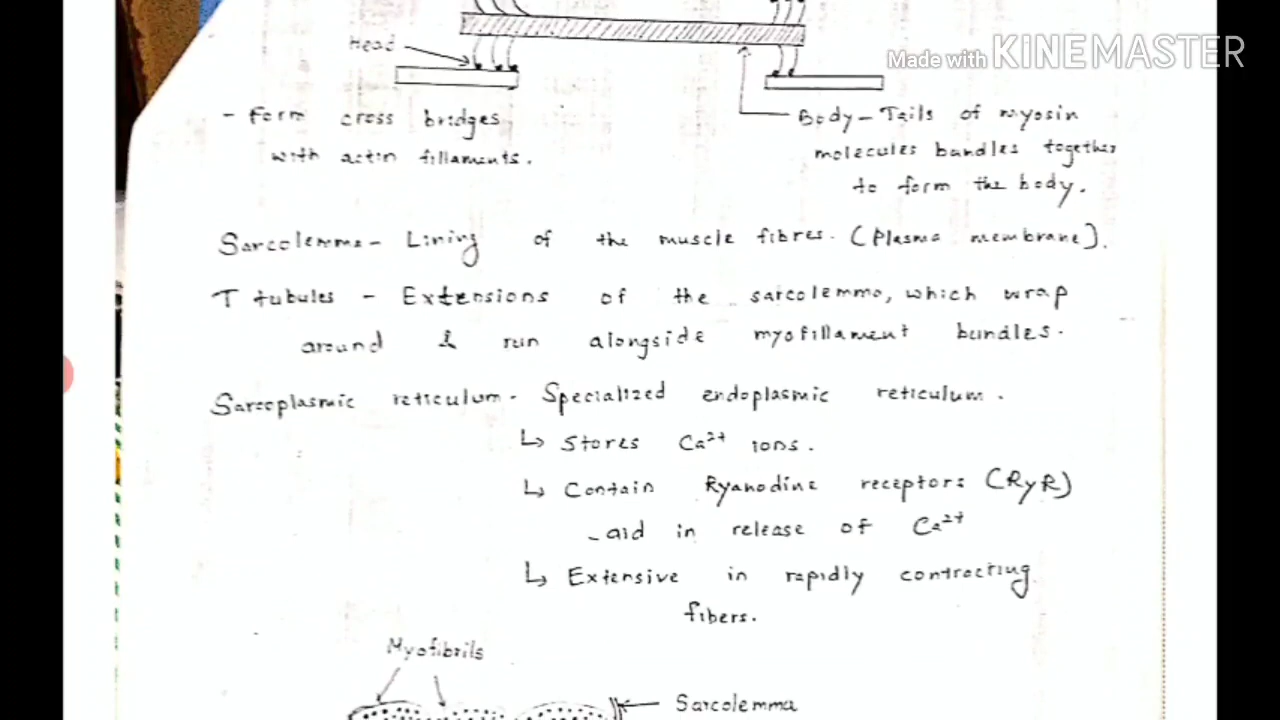 Made with KINEMASTER
Head
- Form cross bridges
with actin fillaments.
Body - Tails of myosin
molecules bundles together
to form the body.
Sarcolemma - Lining of the muscle fibres. (Plasma membrane).
T tubules - Extensions of the sarcolemma, which wrap
around & run alongside myofillament bundles.
Sarcoplasmic reticulum - Specialized endoplasmic reticulum.
↳ Stores Ca²⁺ ions.
↳ Contain Ryanodine receptors (RyR)
- aid in release of Ca²⁺
↳ Extensive in rapidly contracting
fibers.
Myofibrils
Sarcolemma